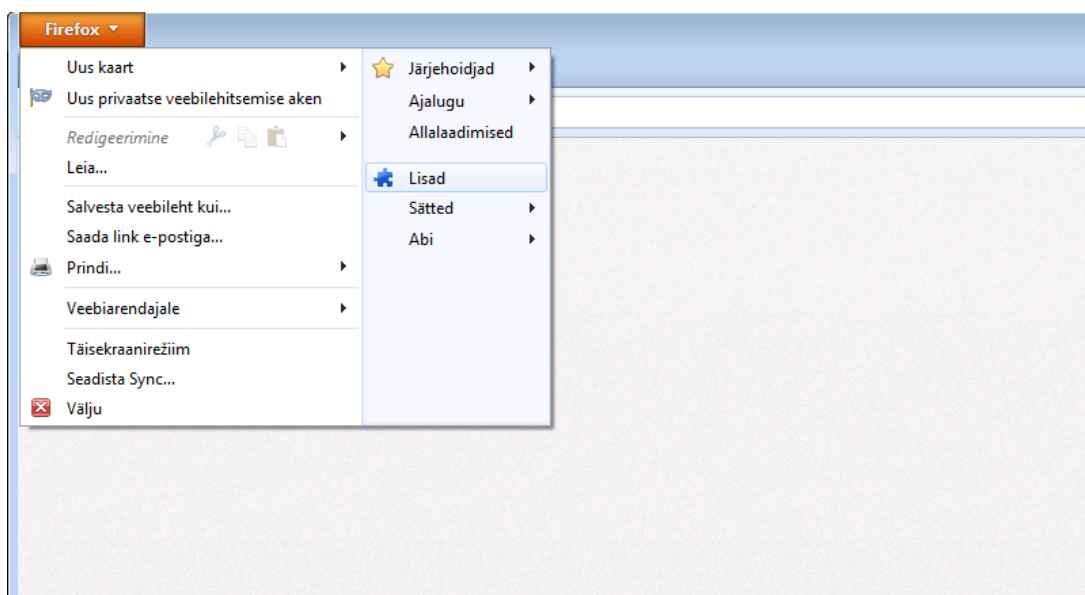 Firefox
Uus kaart
Uus privaatse veebilehitsemise aken
Redigeerimine
Leia...
Salvesta veebileht kui...
Saada link e-postiga...
Prindi...
Veebiarendajale
Täisekraanirežiim
Seadista Sync...
Välju
Järjehoidjad
Ajalugu
Allalaadimised
Lisad
Sätted
Abi